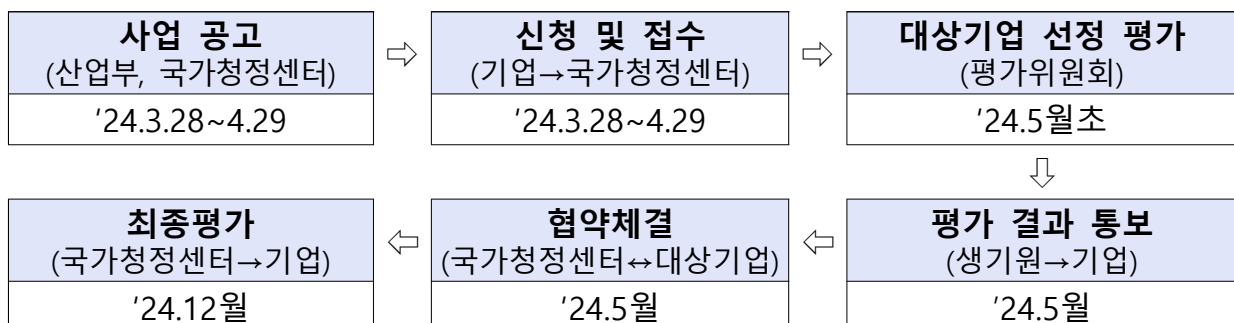 사업 공고
(산업부, 국가청정센터)
'24.3.28~4.29
⇨
신청 및 접수
(기업→국가청정센터)
'24.3.28~4.29
⇨
대상기업 선정 평가
(평가위원회)
'24.5월초
⇩
평가 결과 통보
(생기원→기업)
'24.5월
⇦
협약체결
(국가청정센터↔대상기업)
'24.5월
⇦
최종평가
(국가청정센터→기업)
'24.12월